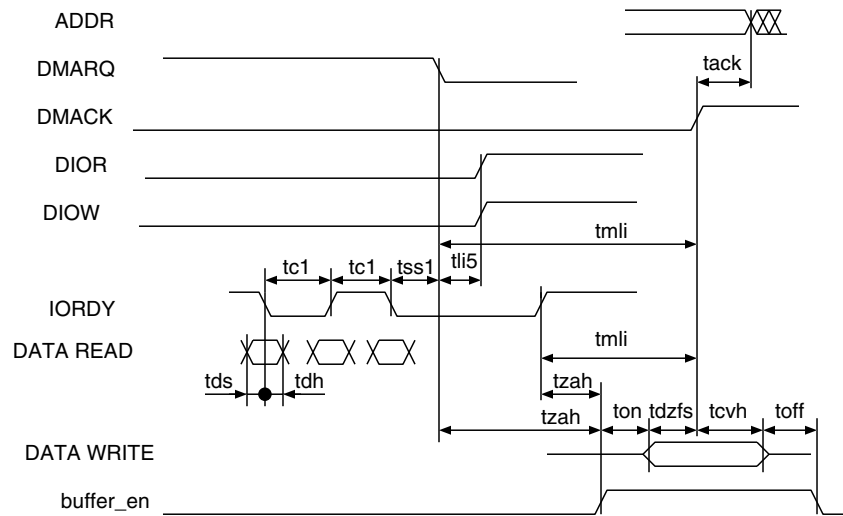 ADDR
DMARQ
tack
DMACK
DIOR
DIOW
tmli
tc1 tc1 tss1 tli5
IORDY
DATA READ
tmli
tds tdh
tzah
tzah ton tdzfs tcvh toff
DATA WRITE
buffer_en